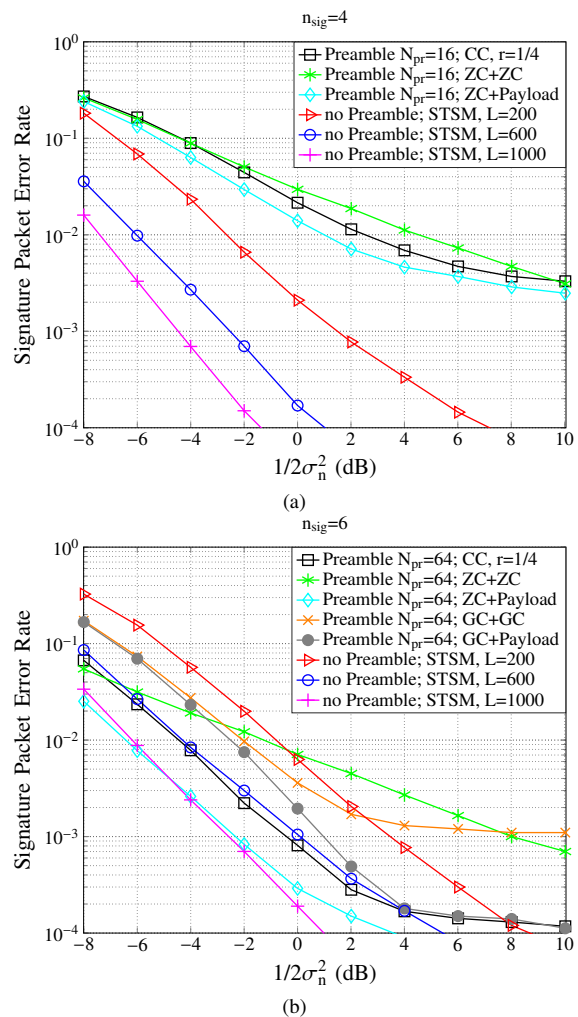 n_sig=4
10^0
10^-1
10^-2
10^-3
10^-4
Signature Packet Error Rate
Preamble N_pr=16; CC, r=1/4
Preamble N_pr=16; ZC+ZC
Preamble N_pr=16; ZC+Payload
no Preamble; STSM, L=200
no Preamble; STSM, L=600
no Preamble; STSM, L=1000
−8 −6 −4 −2 0 2 4 6 8 10
1/2σ_n^2 (dB)
(a)
n_sig=6
10^0
10^-1
10^-2
10^-3
10^-4
Signature Packet Error Rate
Preamble N_pr=64; CC, r=1/4
Preamble N_pr=64; ZC+ZC
Preamble N_pr=64; ZC+Payload
Preamble N_pr=64; GC+GC
Preamble N_pr=64; GC+Payload
no Preamble; STSM, L=200
no Preamble; STSM, L=600
no Preamble; STSM, L=1000
−8 −6 −4 −2 0 2 4 6 8 10
1/2σ_n^2 (dB)
(b)